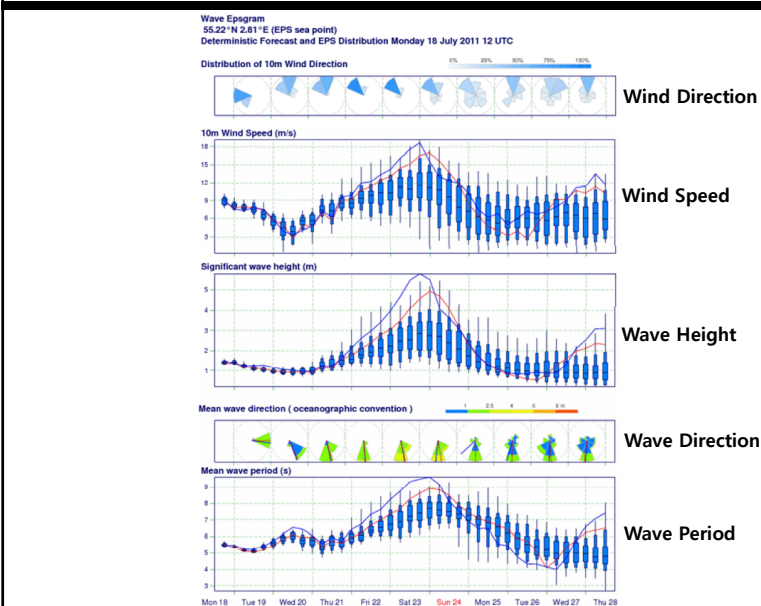 Wave Epsgram
55.22°N 2.81°E (EPS sea point)
Deterministic Forecast and EPS Distribution Monday 18 July 2011 12 UTC
Distribution of 10m Wind Direction
0% 25% 50% 75% 100%
Wind Direction
10m Wind Speed (m/s)
18
15
12
9
6
3
Wind Speed
Significant wave height (m)
5
4
3
2
1
Wave Height
Mean wave direction ( oceanographic convention )
1 2.5 4 6 9 m
Wave Direction
Mean wave period (s)
9
8
7
6
5
4
3
Wave Period
Mon 18 Tue 19 Wed 20 Thu 21 Fri 22 Sat 23 Sun 24 Mon 25 Tue 26 Wed 27 Thu 28